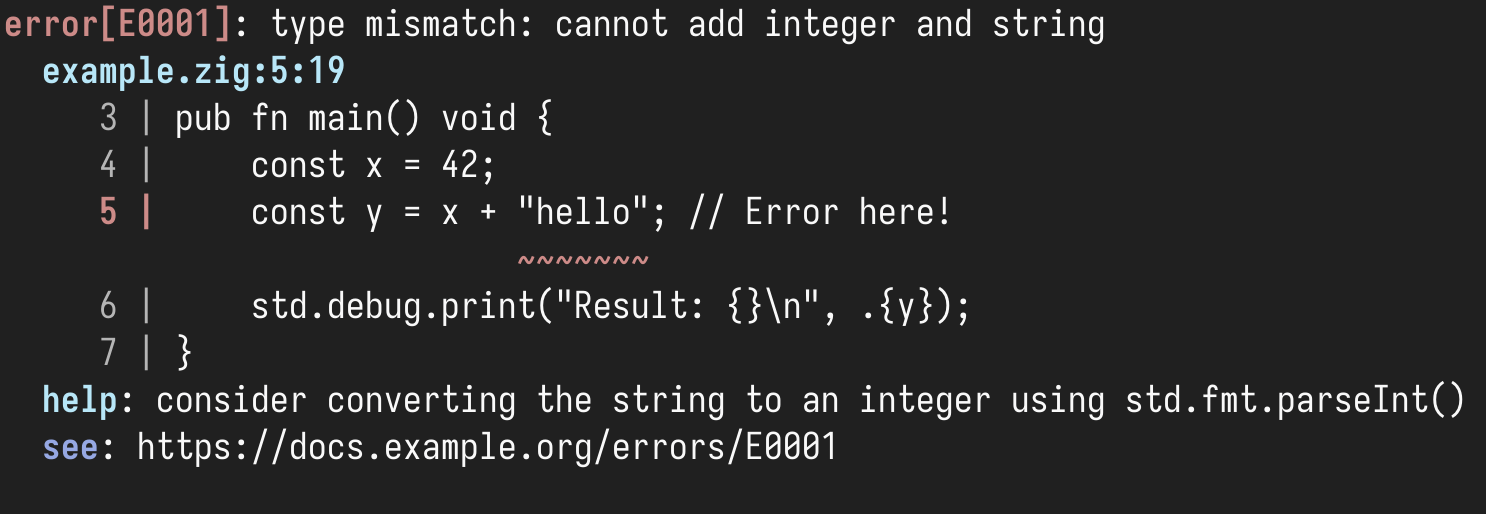 error[E0001]: type mismatch: cannot add integer and string
  example.zig:5:19
     3 | pub fn main() void {
     4 |     const x = 42;
     5 |     const y = x + "hello"; // Error here!
                           ~~~~~~~
     6 |     std.debug.print("Result: {}\n", .{y});
     7 | }
  help: consider converting the string to an integer using std.fmt.parseInt()
  see: https://docs.example.org/errors/E0001